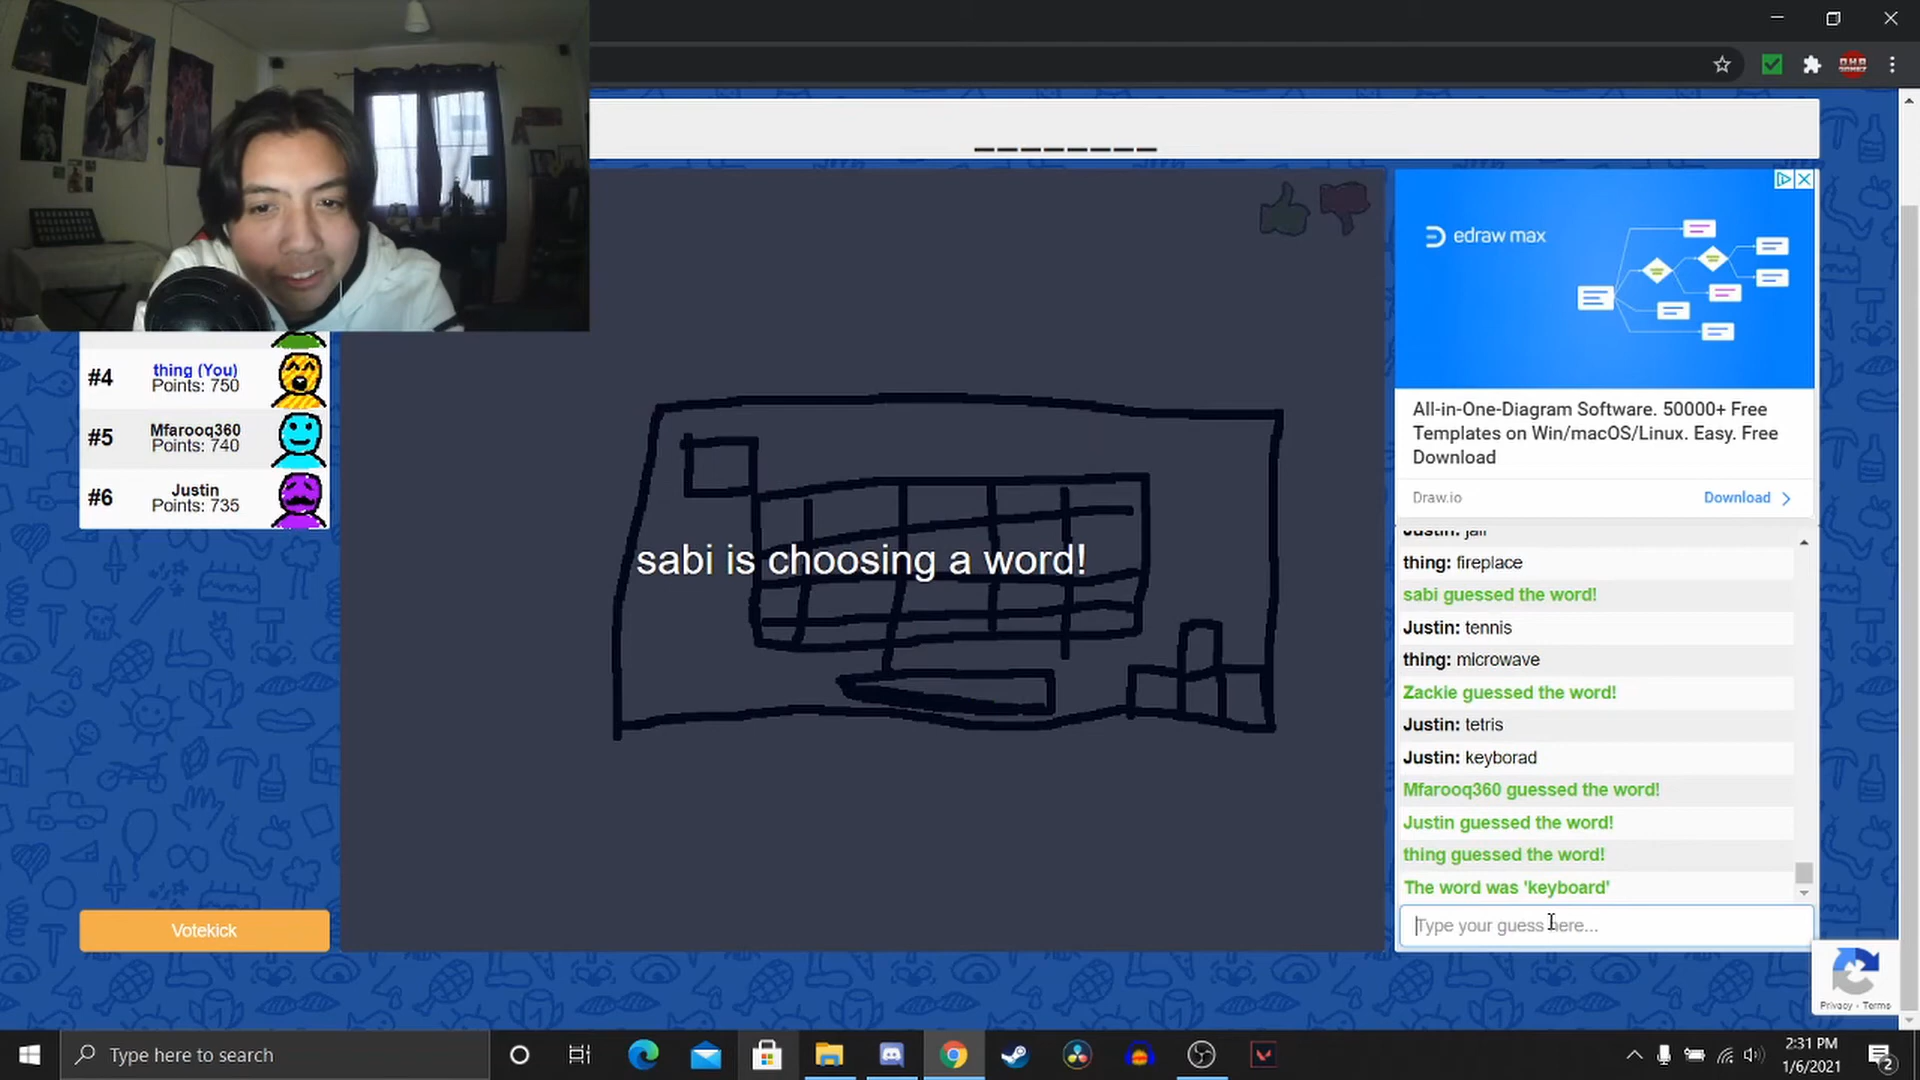 ________
#4
thing (You)
Points: 750
#5
Mfarooq360
Points: 740
#6
Justin
Points: 735
Votekick
sabi is choosing a word!
edraw max
All-in-One-Diagram Software. 50000+ Free
Templates on Win/macOS/Linux. Easy. Free
Download
Draw.io
Download
Justin: jail
thing: fireplace
sabi guessed the word!
Justin: tennis
thing: microwave
Zackie guessed the word!
Justin: tetris
Justin: keyborad
Mfarooq360 guessed the word!
Justin guessed the word!
thing guessed the word!
The word was 'keyboard'
Type your guess here...
Privacy - Terms
Type here to search
2:31 PM
1/6/2021
2